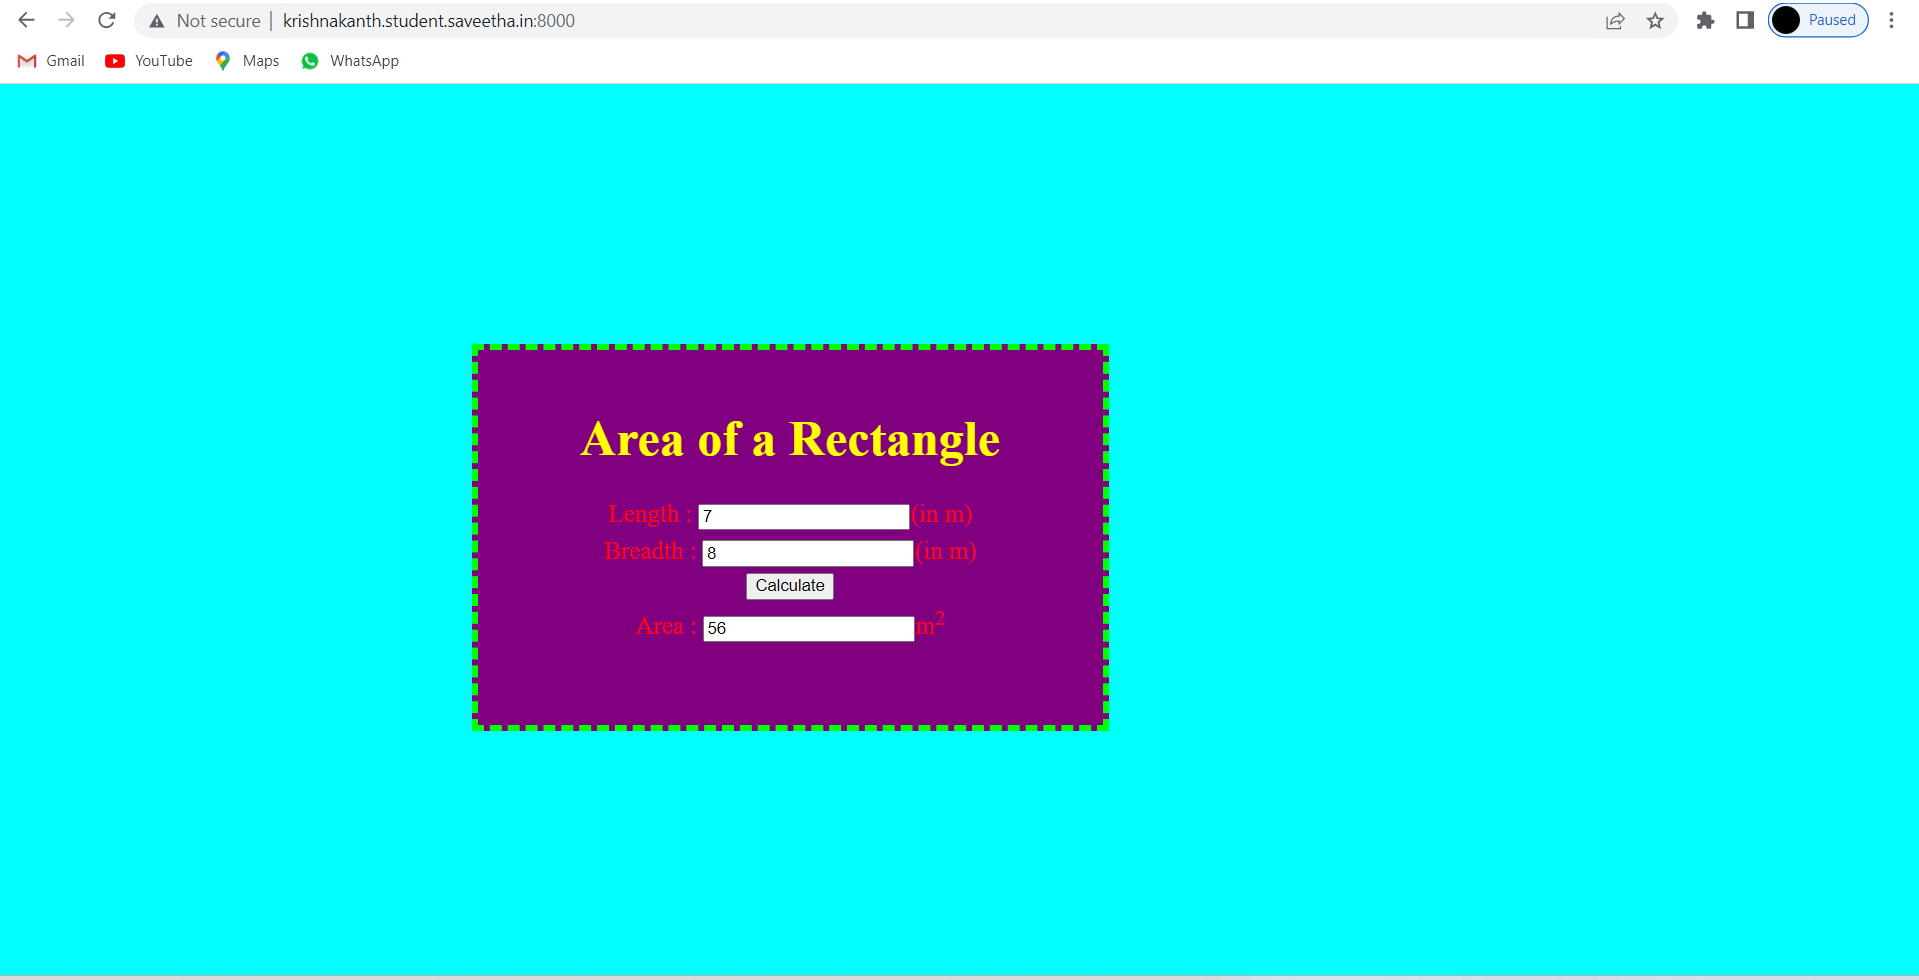 Not secure | krishnakanth.student.saveetha.in:8000 Paused
Gmail YouTube Maps WhatsApp
Area of a Rectangle
Length : 7 (in m)
Breadth : 8 (in m)
Calculate
Area : 56 m²